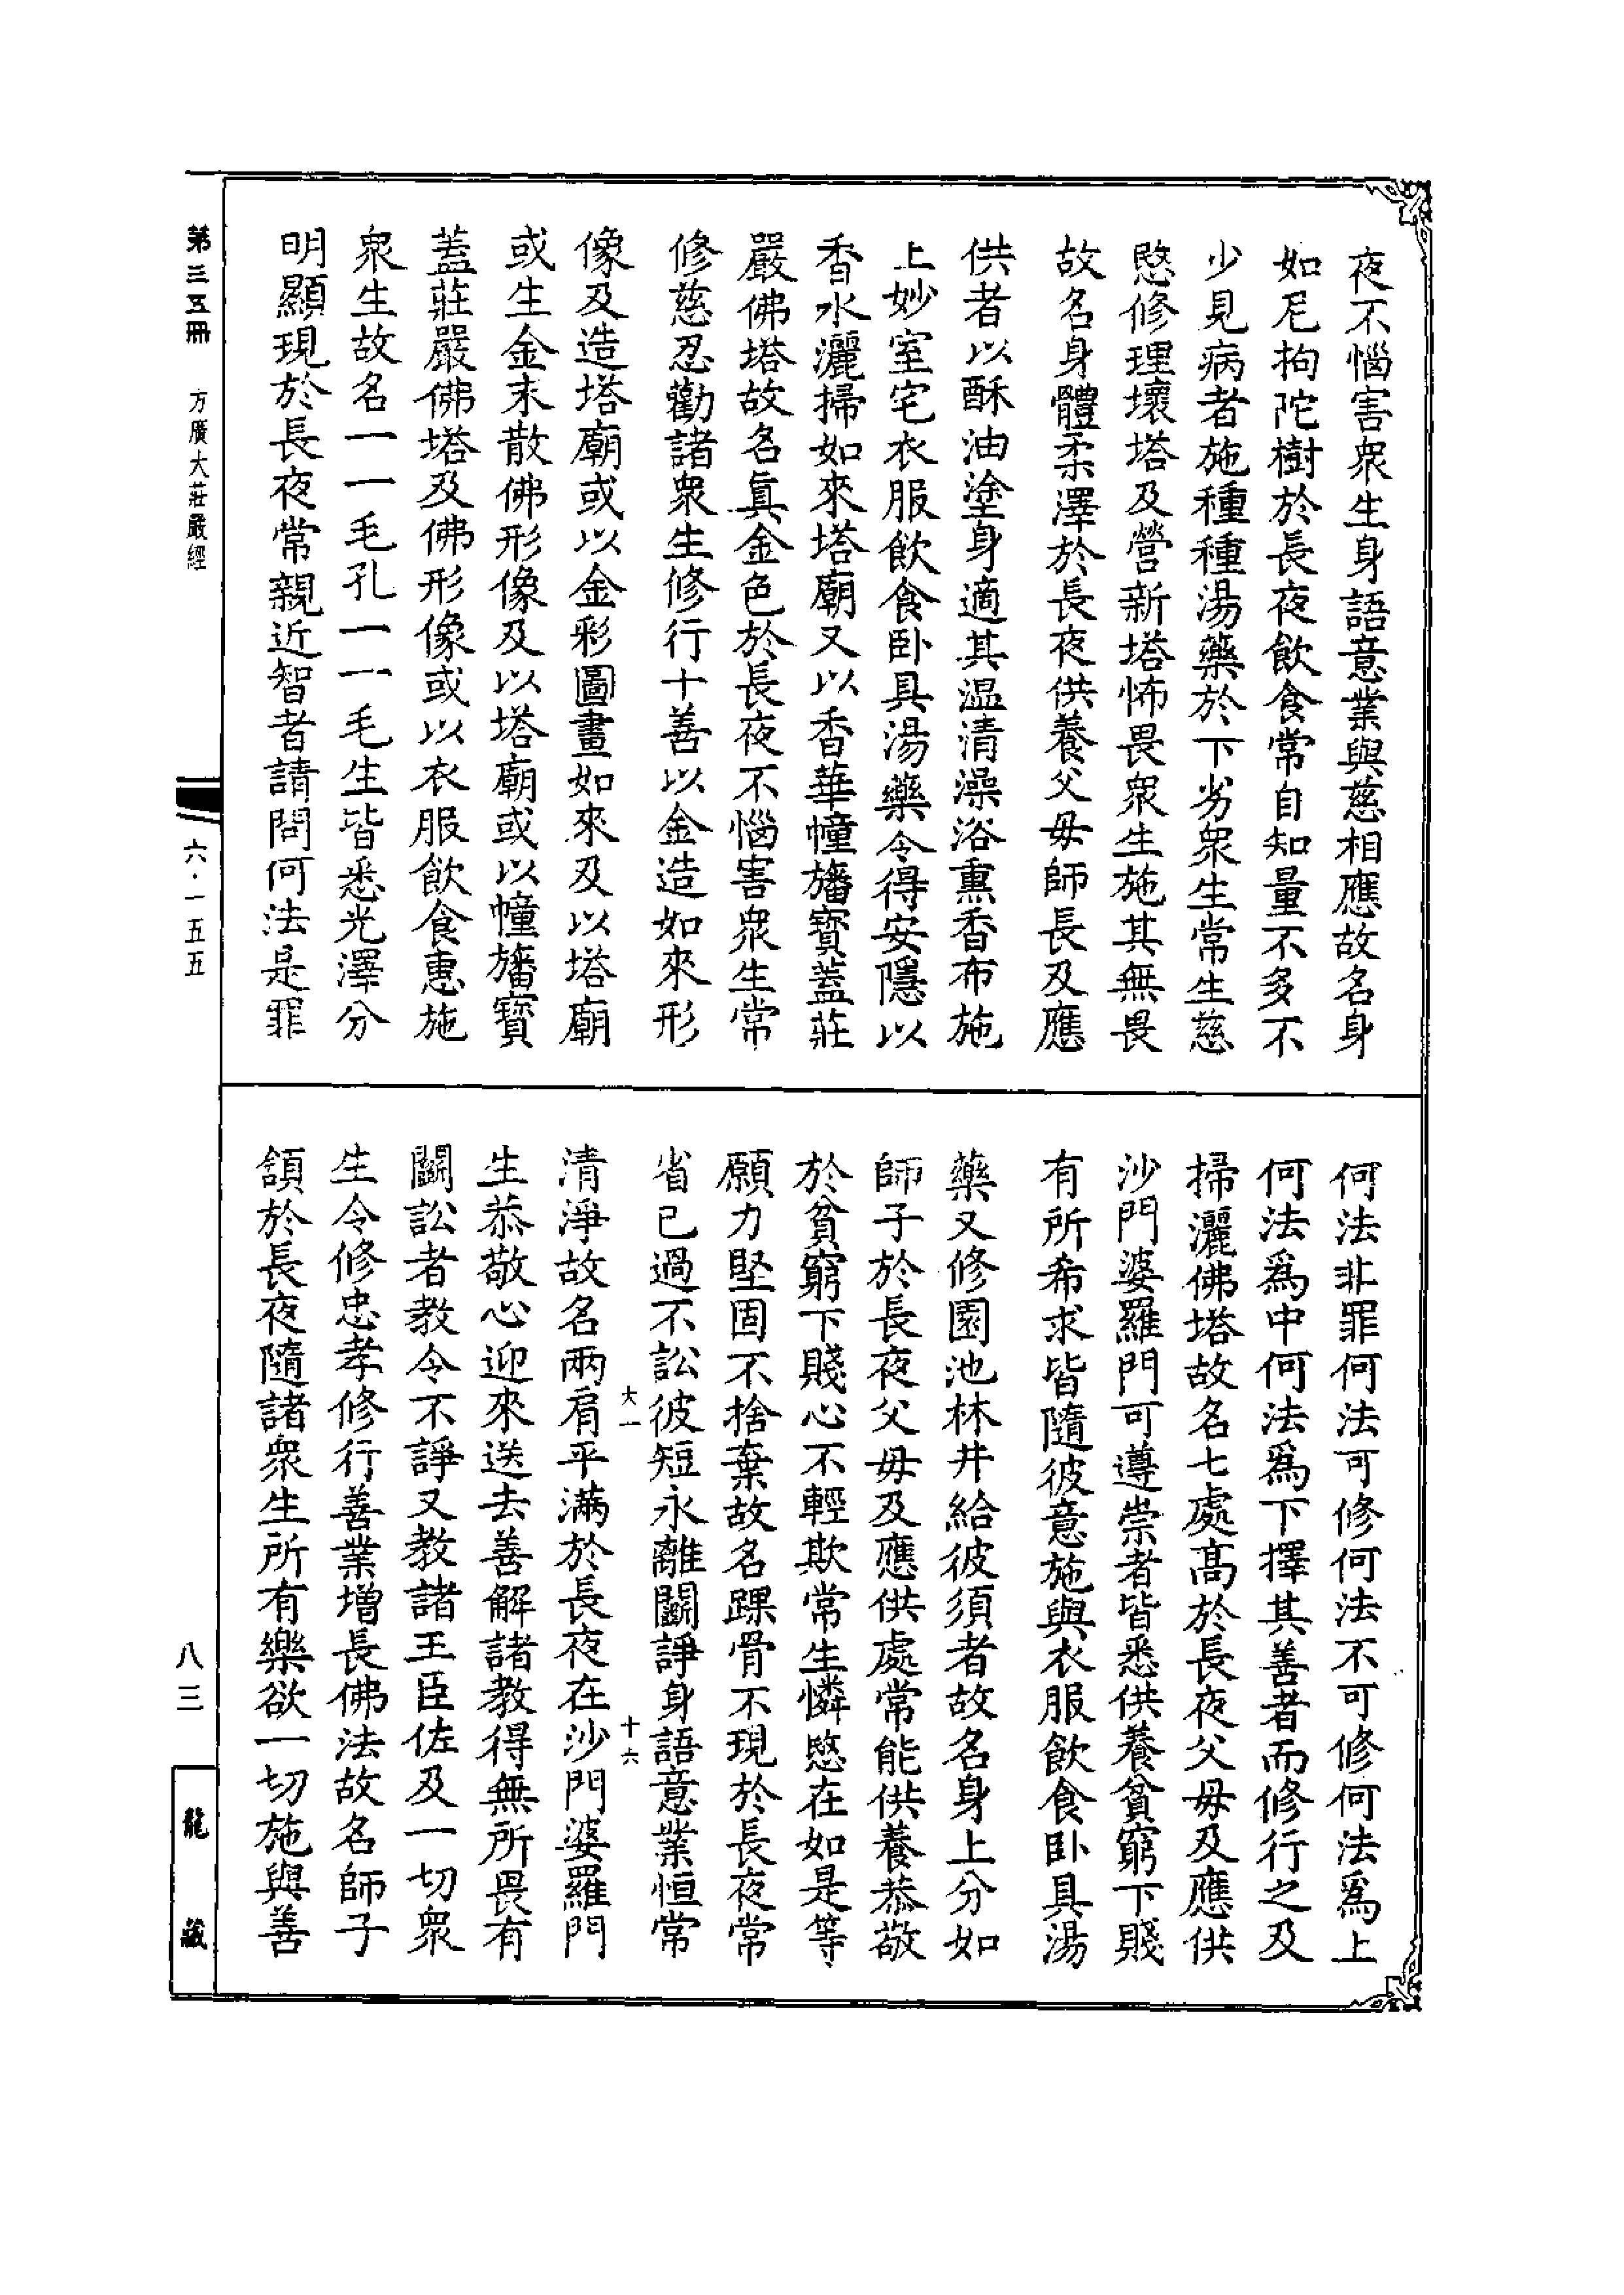 夜不惱害衆生身語意業與慈相應故名身
如尼拘陀樹於長夜飲食常自知量不多不
少見病者施種種湯藥於下劣衆生常生慈
愍修理壞塔及營新塔怖畏衆生施其無畏
故名身體柔澤於長夜供養父母師長及應
供者以酥油塗身適其温清澡浴熏香布施
上妙室宅衣服飲食卧具湯藥令得安隱以
香水灑掃如來塔廟又以香華幢旛寶蓋莊
嚴佛塔故名真金色於長夜不惱害衆生常
修慈忍勸諸衆生修行十善以金造如來形
像及造塔廟或以金彩圖畫如來及以塔廟
或生金末散佛形像及以塔廟或以幢旛寶
蓋莊嚴佛塔及佛形像或以衣服飲食惠施
衆生故名一一毛孔一一毛生皆悉光澤分
明顯現於長夜常親近智者請問何法是罪
何法非罪何法可修何法不可修何法爲上
何法爲中何法爲下擇其善者而修行之及
掃灑佛塔故名七處高於長夜父母及應供
沙門婆羅門可遵崇者皆悉供養貧窮下賤
有所希求皆隨彼意施與衣服飲食卧具湯
藥又修園池林井給彼須者故名身上分如
師子於長夜父母及應供處常能供養恭敬
於貧窮下賤心不輕欺常生憐愍在如是等
願力堅固不捨棄故名踝骨不現於長夜常
省已過不訟彼短永離鬭諍身語意業恒常
大一 十六
清淨故名兩肩平滿於長夜在沙門婆羅門
生恭敬心迎來送去善解諸教得無所畏有
鬭訟者教令不諍又教諸王臣佐及一切衆
生令修忠孝修行善業增長佛法故名師子
頷於長夜隨諸衆生所有樂欲一切施與善
第三五冊 方廣大莊嚴經
六·一五五
八三
龍藏